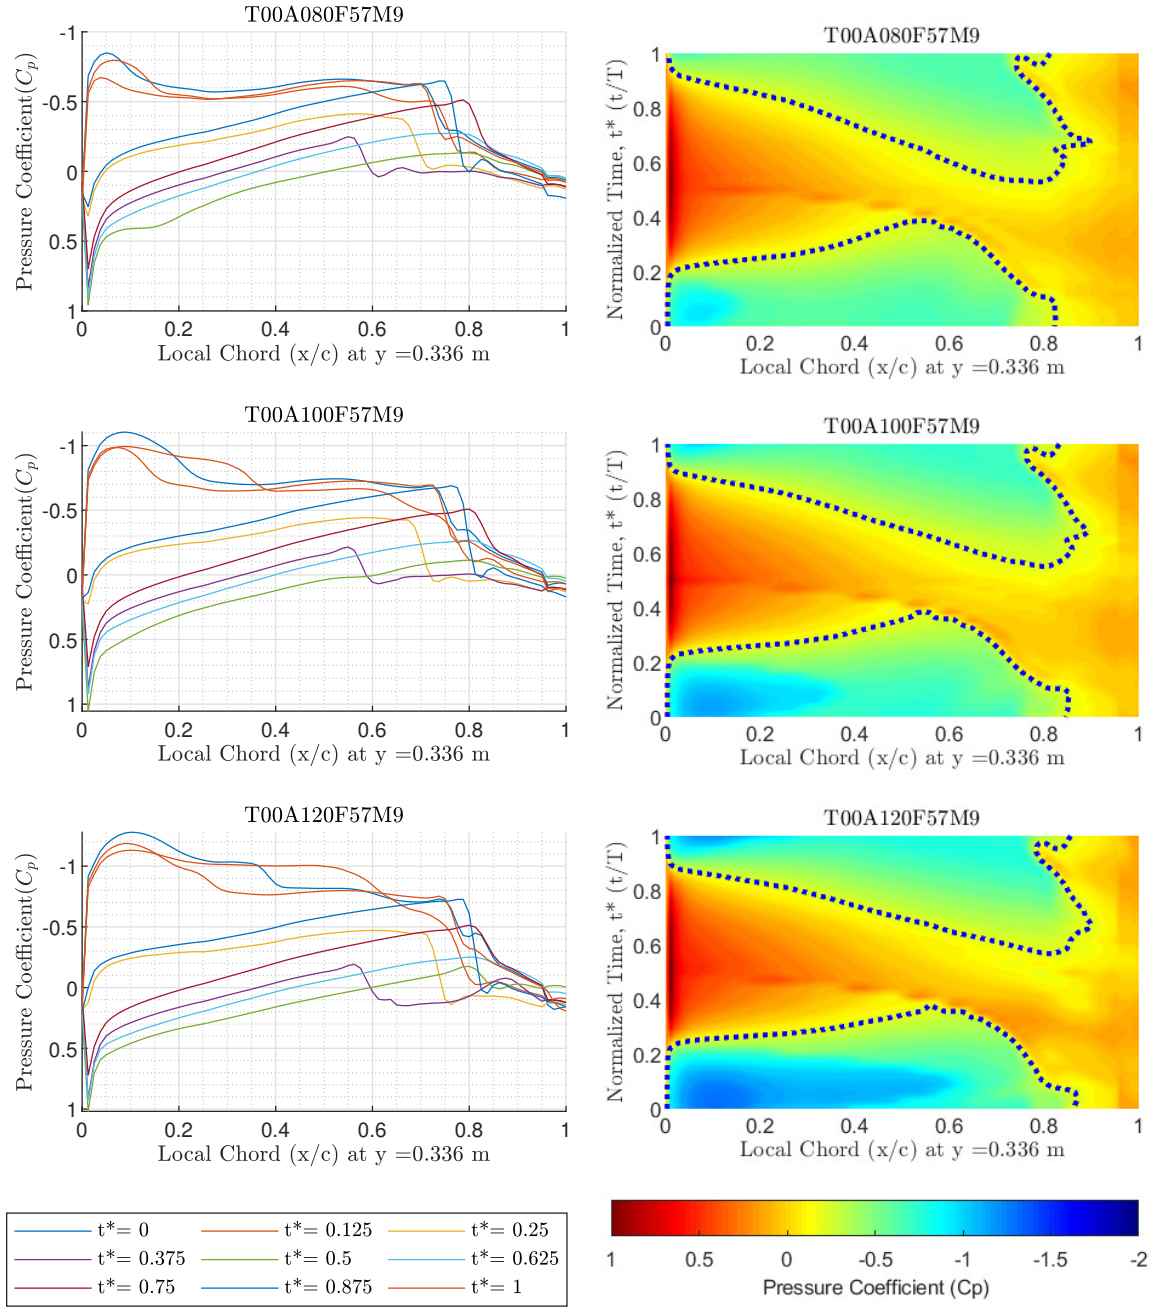 T00A080F57M9
-1
-0.5
0
0.5
1
0 0.2 0.4 0.6 0.8 1
Pressure Coefficient(Cp)
Local Chord (x/c) at y =0.336 m
T00A080F57M9
1
0.8
0.6
0.4
0.2
0
0 0.2 0.4 0.6 0.8 1
Normalized Time, t* (t/T)
Local Chord (x/c) at y =0.336 m
T00A100F57M9
-1
-0.5
0
0.5
1
0 0.2 0.4 0.6 0.8 1
Pressure Coefficient(Cp)
Local Chord (x/c) at y =0.336 m
T00A100F57M9
1
0.8
0.6
0.4
0.2
0
0 0.2 0.4 0.6 0.8 1
Normalized Time, t* (t/T)
Local Chord (x/c) at y =0.336 m
T00A120F57M9
-1
-0.5
0
0.5
1
0 0.2 0.4 0.6 0.8 1
Pressure Coefficient(Cp)
Local Chord (x/c) at y =0.336 m
T00A120F57M9
1
0.8
0.6
0.4
0.2
0
0 0.2 0.4 0.6 0.8 1
Normalized Time, t* (t/T)
Local Chord (x/c) at y =0.336 m
t*= 0 t*= 0.125 t*= 0.25
t*= 0.375 t*= 0.5 t*= 0.625
t*= 0.75 t*= 0.875 t*= 1
1 0.5 0 -0.5 -1 -1.5 -2
Pressure Coefficient (Cp)